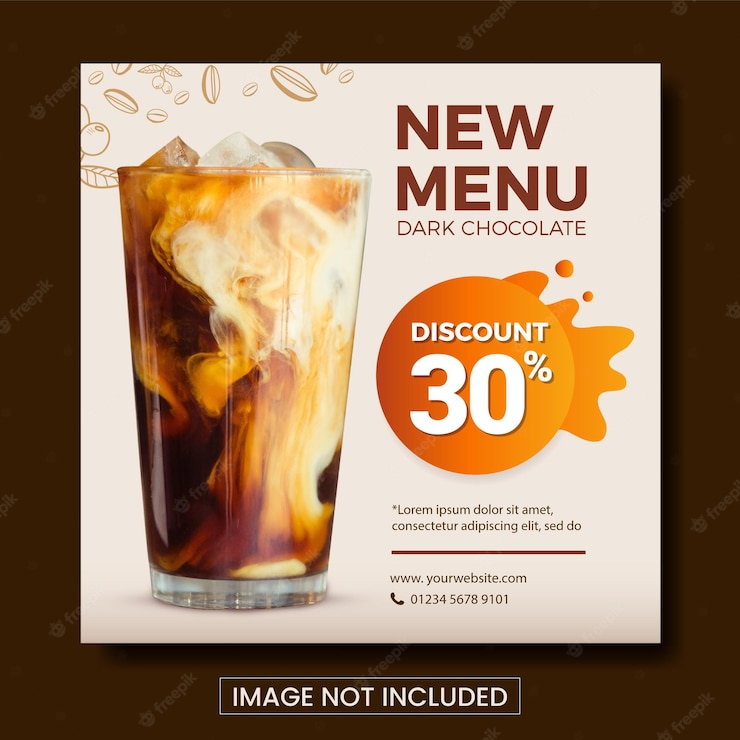 NEW
MENU
DARK CHOCOLATE
DISCOUNT
30%
*Lorem ipsum dolor sit amet,
consectetur adipiscing elit, sed do
www.yourwebsite.com
01234 5678 9101
IMAGE NOT INCLUDED
freepik